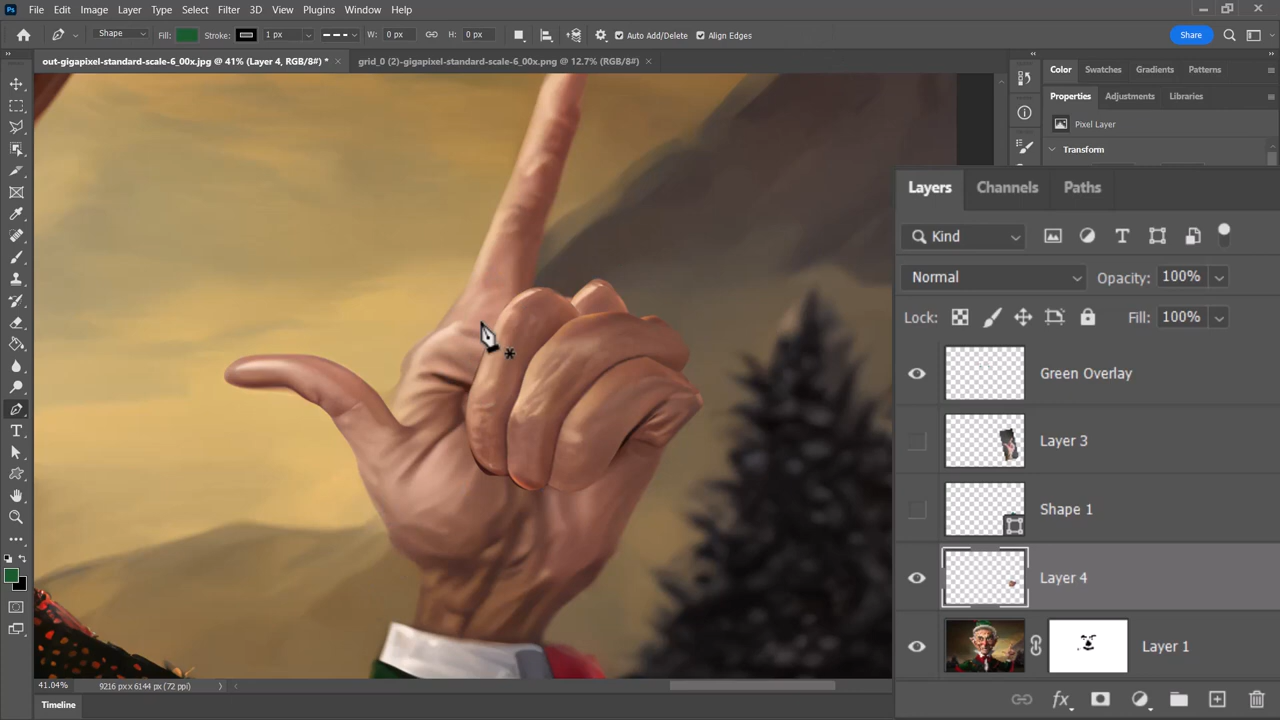 Ps File Edit Image Layer Type Select Filter 3D View Plugins Window Help
Shape Fill: Stroke: 1 px W: 0 px H: 0 px Auto Add/Delete Align Edges Share
out-gigapixel-standard-scale-6_00x.jpg @ 41% (Layer 4, RGB/8#) * × grid_0 (2)-gigapixel-standard-scale-6_00x.png @ 12.7% (RGB/8#) ×
Color Swatches Gradients Patterns
Properties Adjustments Libraries
Pixel Layer
Transform
Layers Channels Paths
Kind
Normal Opacity: 100%
Lock: Fill: 100%
Green Overlay
Layer 3
Shape 1
Layer 4
Layer 1
41.04% 9216 px x 6144 px (72 ppi)
Timeline